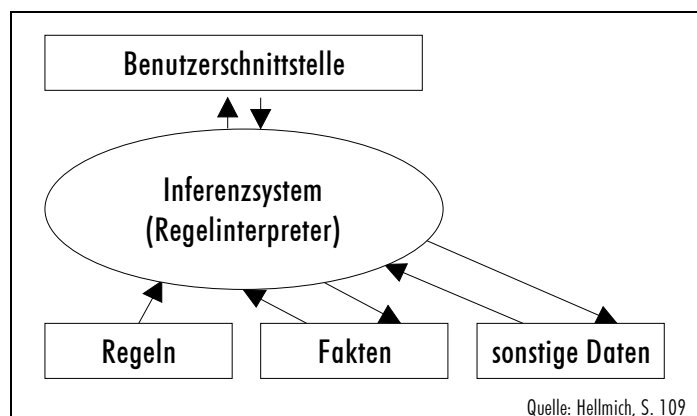 Benutzerschnittstelle
Inferenzsystem
(Regelinterpreter)
Regeln
Fakten
sonstige Daten
Quelle: Hellmich, S. 109